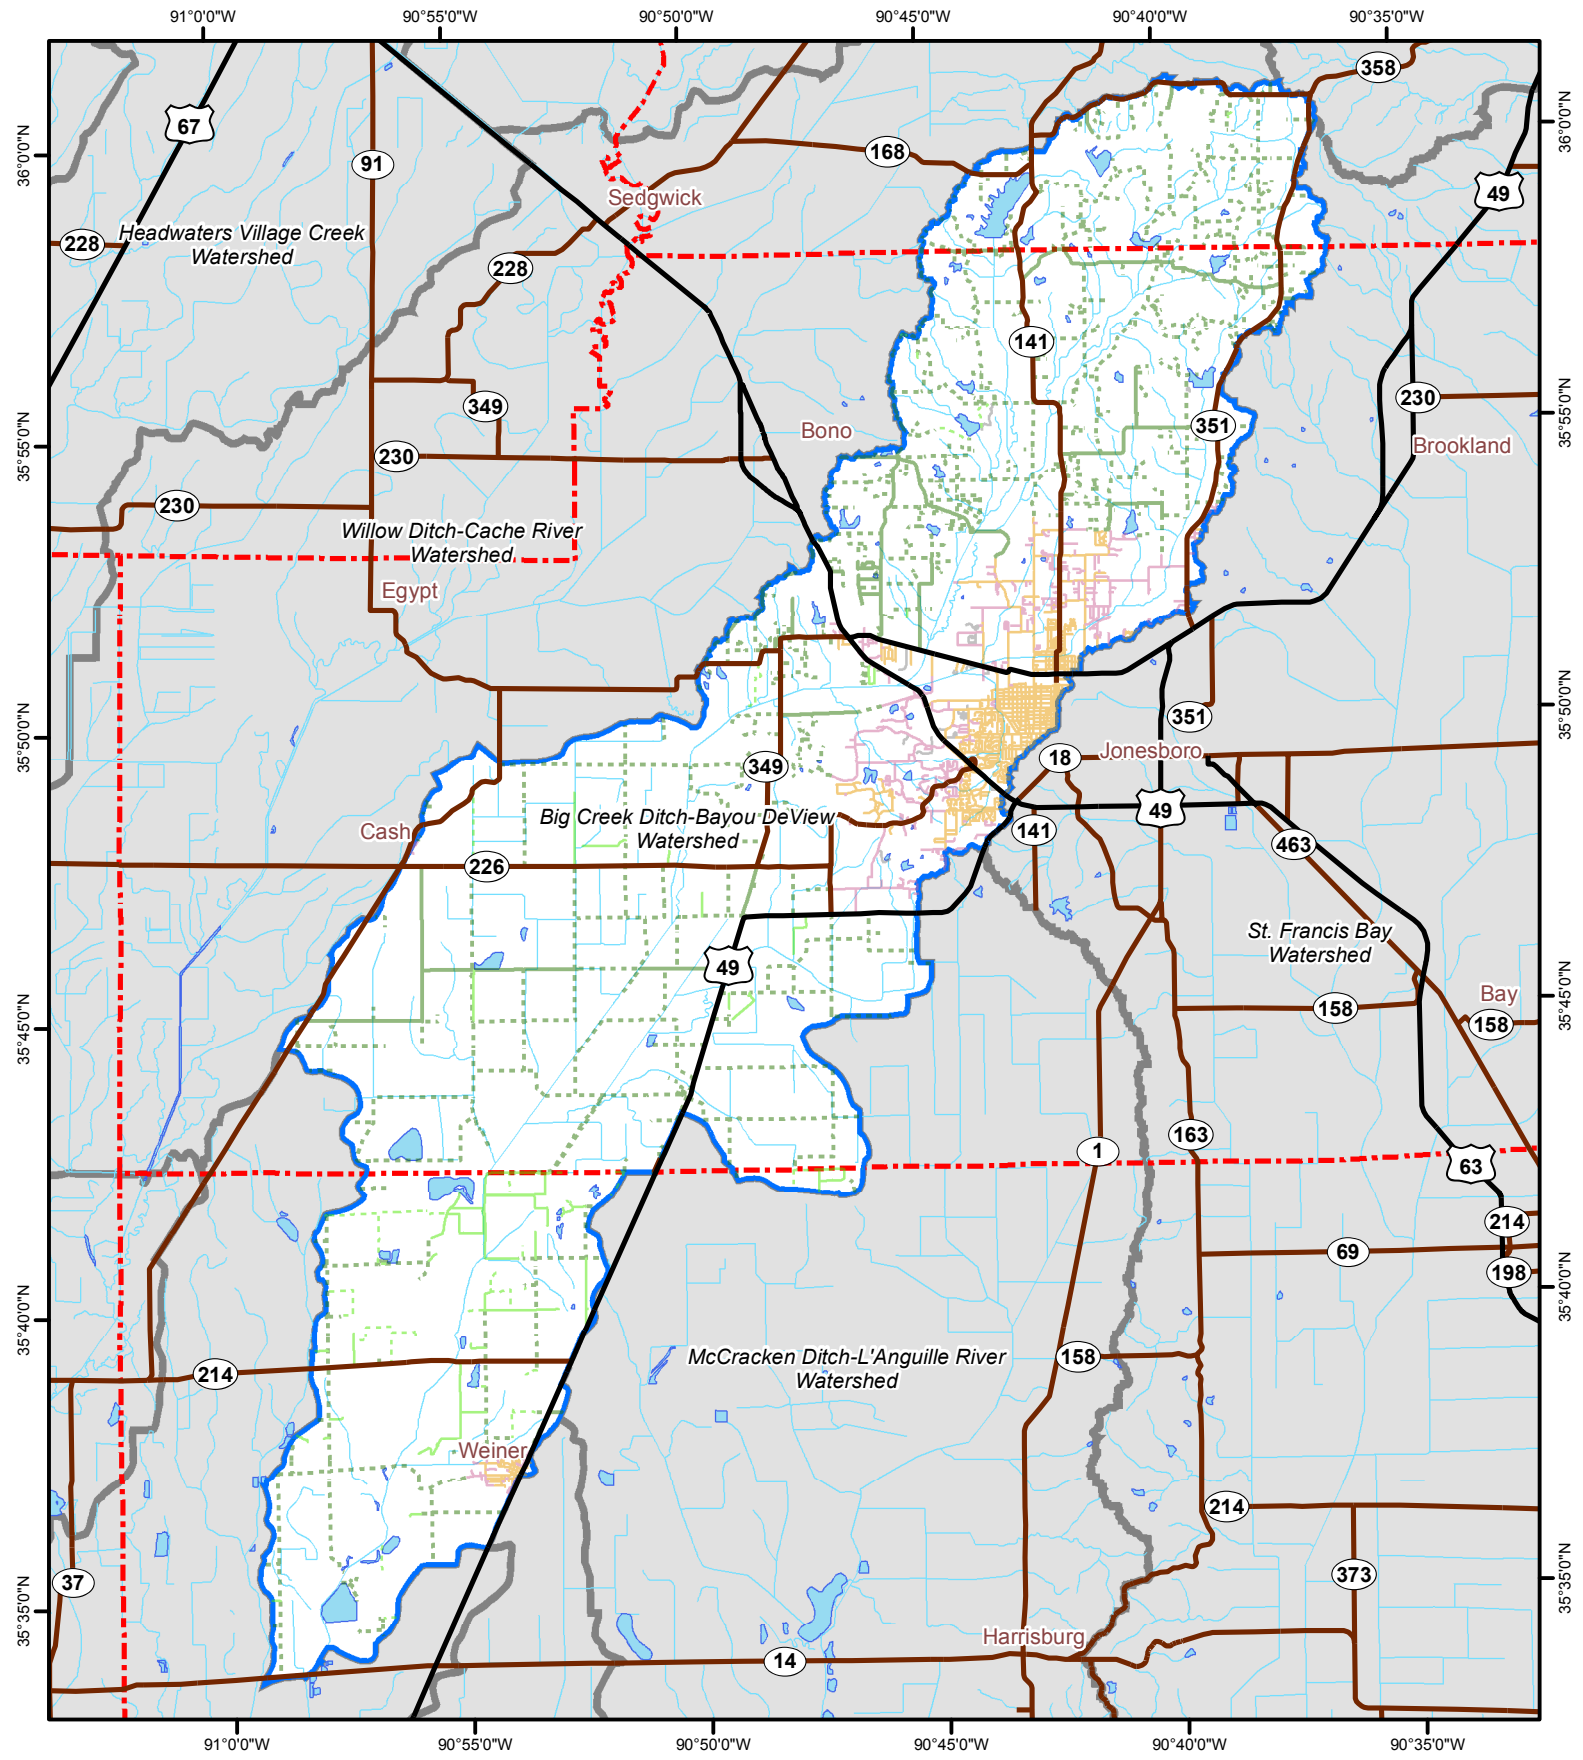 91°0'0"W
90°55'0"W
90°50'0"W
90°45'0"W
90°40'0"W
90°35'0"W
358
67
36°0'0"N
36°0'0"N
91
168
49
Sedgwick
228
Headwaters Village Creek
Watershed
228
141
349
230
35°55'0"N
351
Bono
Brookland
35°55'0"N
230
230
Willow Ditch-Cache River
Watershed
Egypt
35°50'0"N
351
35°50'0"N
Jonesboro
18
349
49
Big Creek Ditch-Bayou DeView
Watershed
Cash
141
463
226
St. Francis Bay
Watershed
49
Bay
35°45'0"N
158
158
35°45'0"N
163
1
63
214
69
198
35°40'0"N
35°40'0"N
McCracken Ditch-L'Anguille River
Watershed
158
214
Weiner
214
373
37
35°35'0"N
35°35'0"N
Harrisburg
14
91°0'0"W
90°55'0"W
90°50'0"W
90°45'0"W
90°40'0"W
90°35'0"W